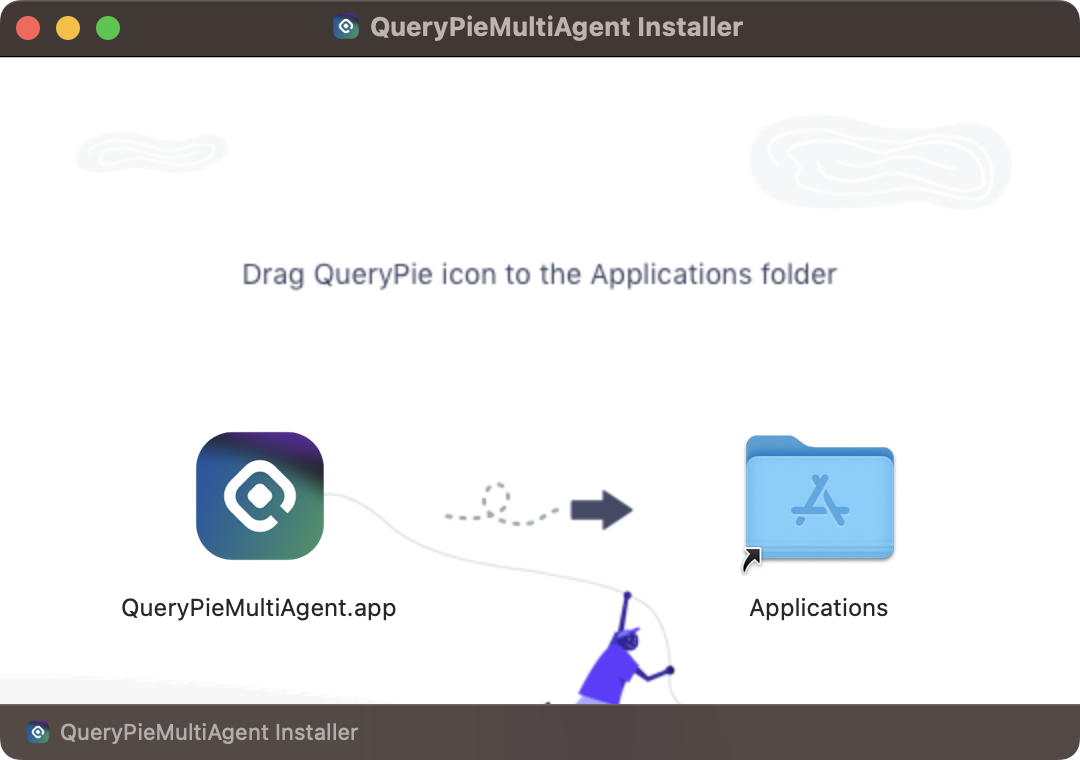 QueryPieMultiAgent Installer
Drag QueryPie icon to the Applications folder
QueryPieMultiAgent.app
Applications
QueryPieMultiAgent Installer